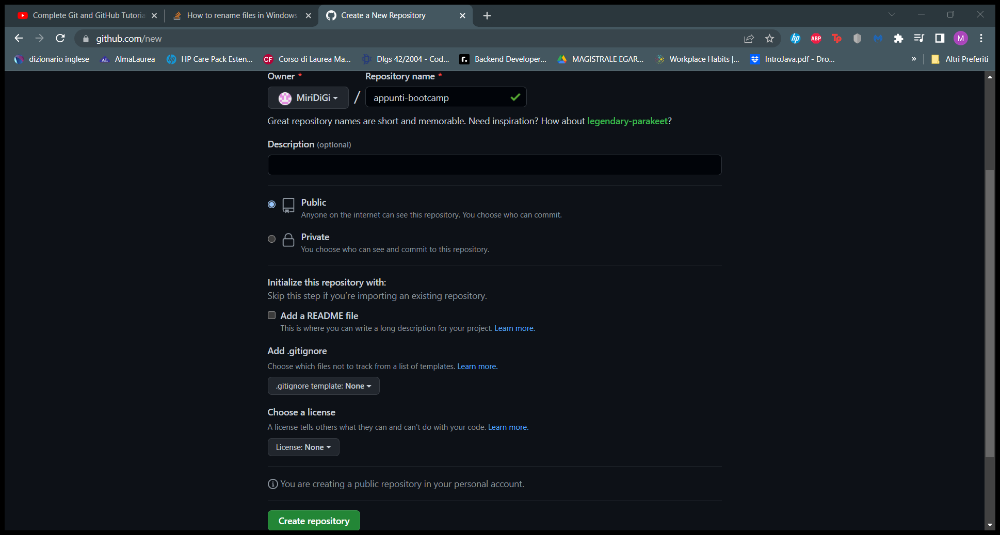 Complete Git and GitHub Tutoria
How to rename files in Windows
Create a New Repository
github.com/new
ABP
Tp
M
dizionario inglese
AL AlmaLaurea
hp HP Care Pack Esten...
CF Corso di Laurea Ma...
Dlgs 42/2004 - Cod...
r. Backend Developer...
MAGISTRALE EGAR...
Workplace Habits |...
IntroJava.pdf - Dro...
»
Altri Preferiti
Owner * Repository name *
MiriDiGi / appunti-bootcamp
Great repository names are short and memorable. Need inspiration? How about legendary-parakeet?
Description (optional)
Public
Anyone on the internet can see this repository. You choose who can commit.
Private
You choose who can see and commit to this repository.
Initialize this repository with:
Skip this step if you’re importing an existing repository.
Add a README file
This is where you can write a long description for your project. Learn more.
Add .gitignore
Choose which files not to track from a list of templates. Learn more.
.gitignore template: None
Choose a license
A license tells others what they can and can't do with your code. Learn more.
License: None
You are creating a public repository in your personal account.
Create repository